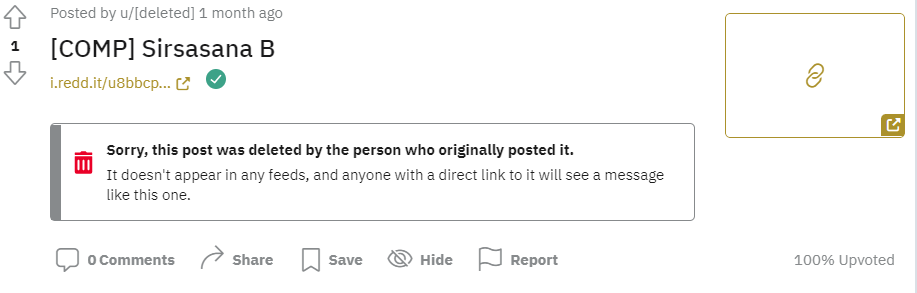 Posted by u/[deleted] 1 month ago
1
[COMP] Sirsasana B
i.redd.it/u8bbcp...
Sorry, this post was deleted by the person who originally posted it.
It doesn't appear in any feeds, and anyone with a direct link to it will see a message
like this one.
0 Comments Share Save Hide Report 100% Upvoted